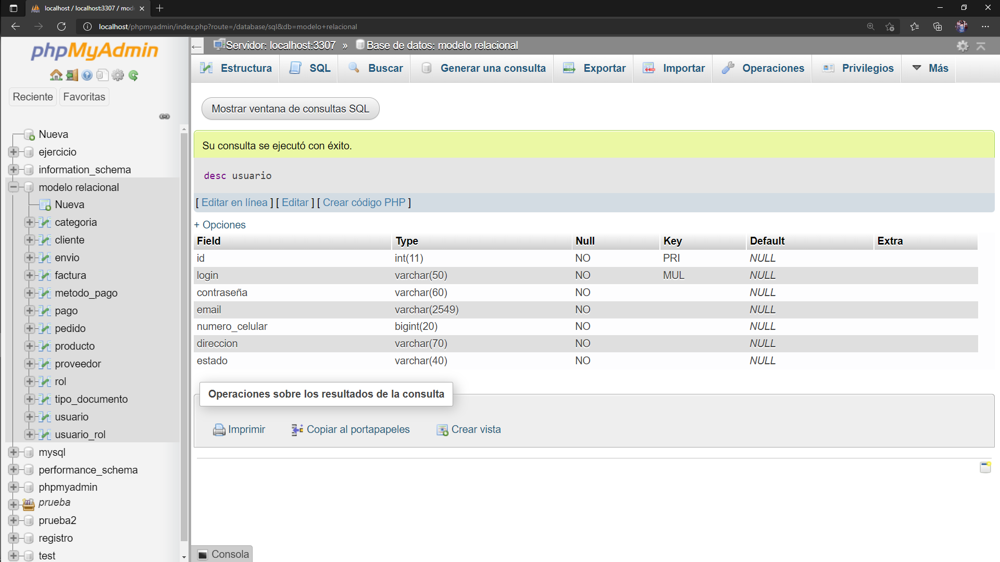 localhost / localhost:3307 / mod
localhost/phpmyadmin/index.php?route=/database/sql&db=modelo+relacional
phpMyAdmin
Reciente
Favoritas
Nueva
ejercicio
information_schema
modelo relacional
Nueva
categoria
cliente
envio
factura
metodo_pago
pago
pedido
producto
proveedor
rol
tipo_documento
usuario
usuario_rol
mysql
performance_schema
phpmyadmin
prueba
prueba2
registro
test
Servidor: localhost:3307 » Base de datos: modelo relacional
Estructura SQL Buscar Generar una consulta Exportar Importar Operaciones Privilegios Más
Mostrar ventana de consultas SQL
Su consulta se ejecutó con éxito.
desc usuario
[ Editar en línea ] [ Editar ] [ Crear código PHP ]
+ Opciones
Field Type Null Key Default Extra
id int(11) NO PRI NULL
login varchar(50) NO MUL NULL
contraseña varchar(60) NO NULL
email varchar(2549) NO NULL
numero_celular bigint(20) NO NULL
direccion varchar(70) NO NULL
estado varchar(40) NO NULL
Operaciones sobre los resultados de la consulta
Imprimir Copiar al portapapeles Crear vista
Consola